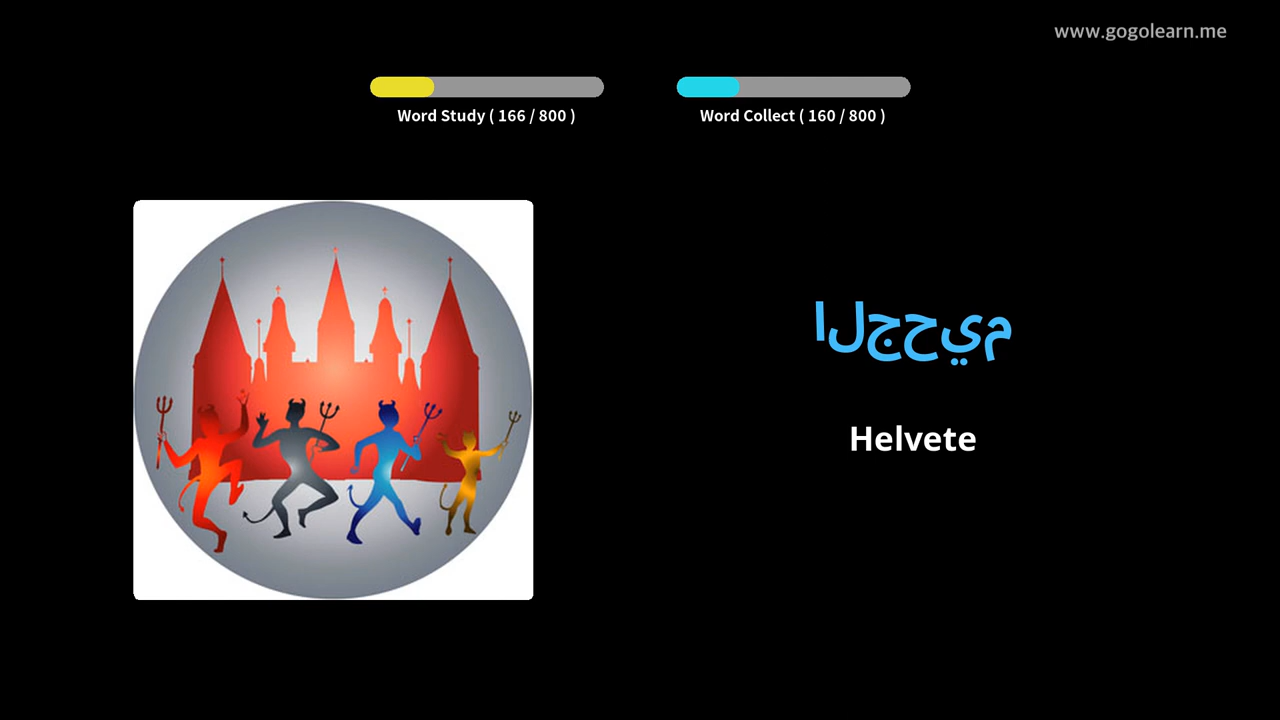 www.gogolearn.me
Word Study ( 166 / 800 )
Word Collect ( 160 / 800 )
الجحيم
Helvete